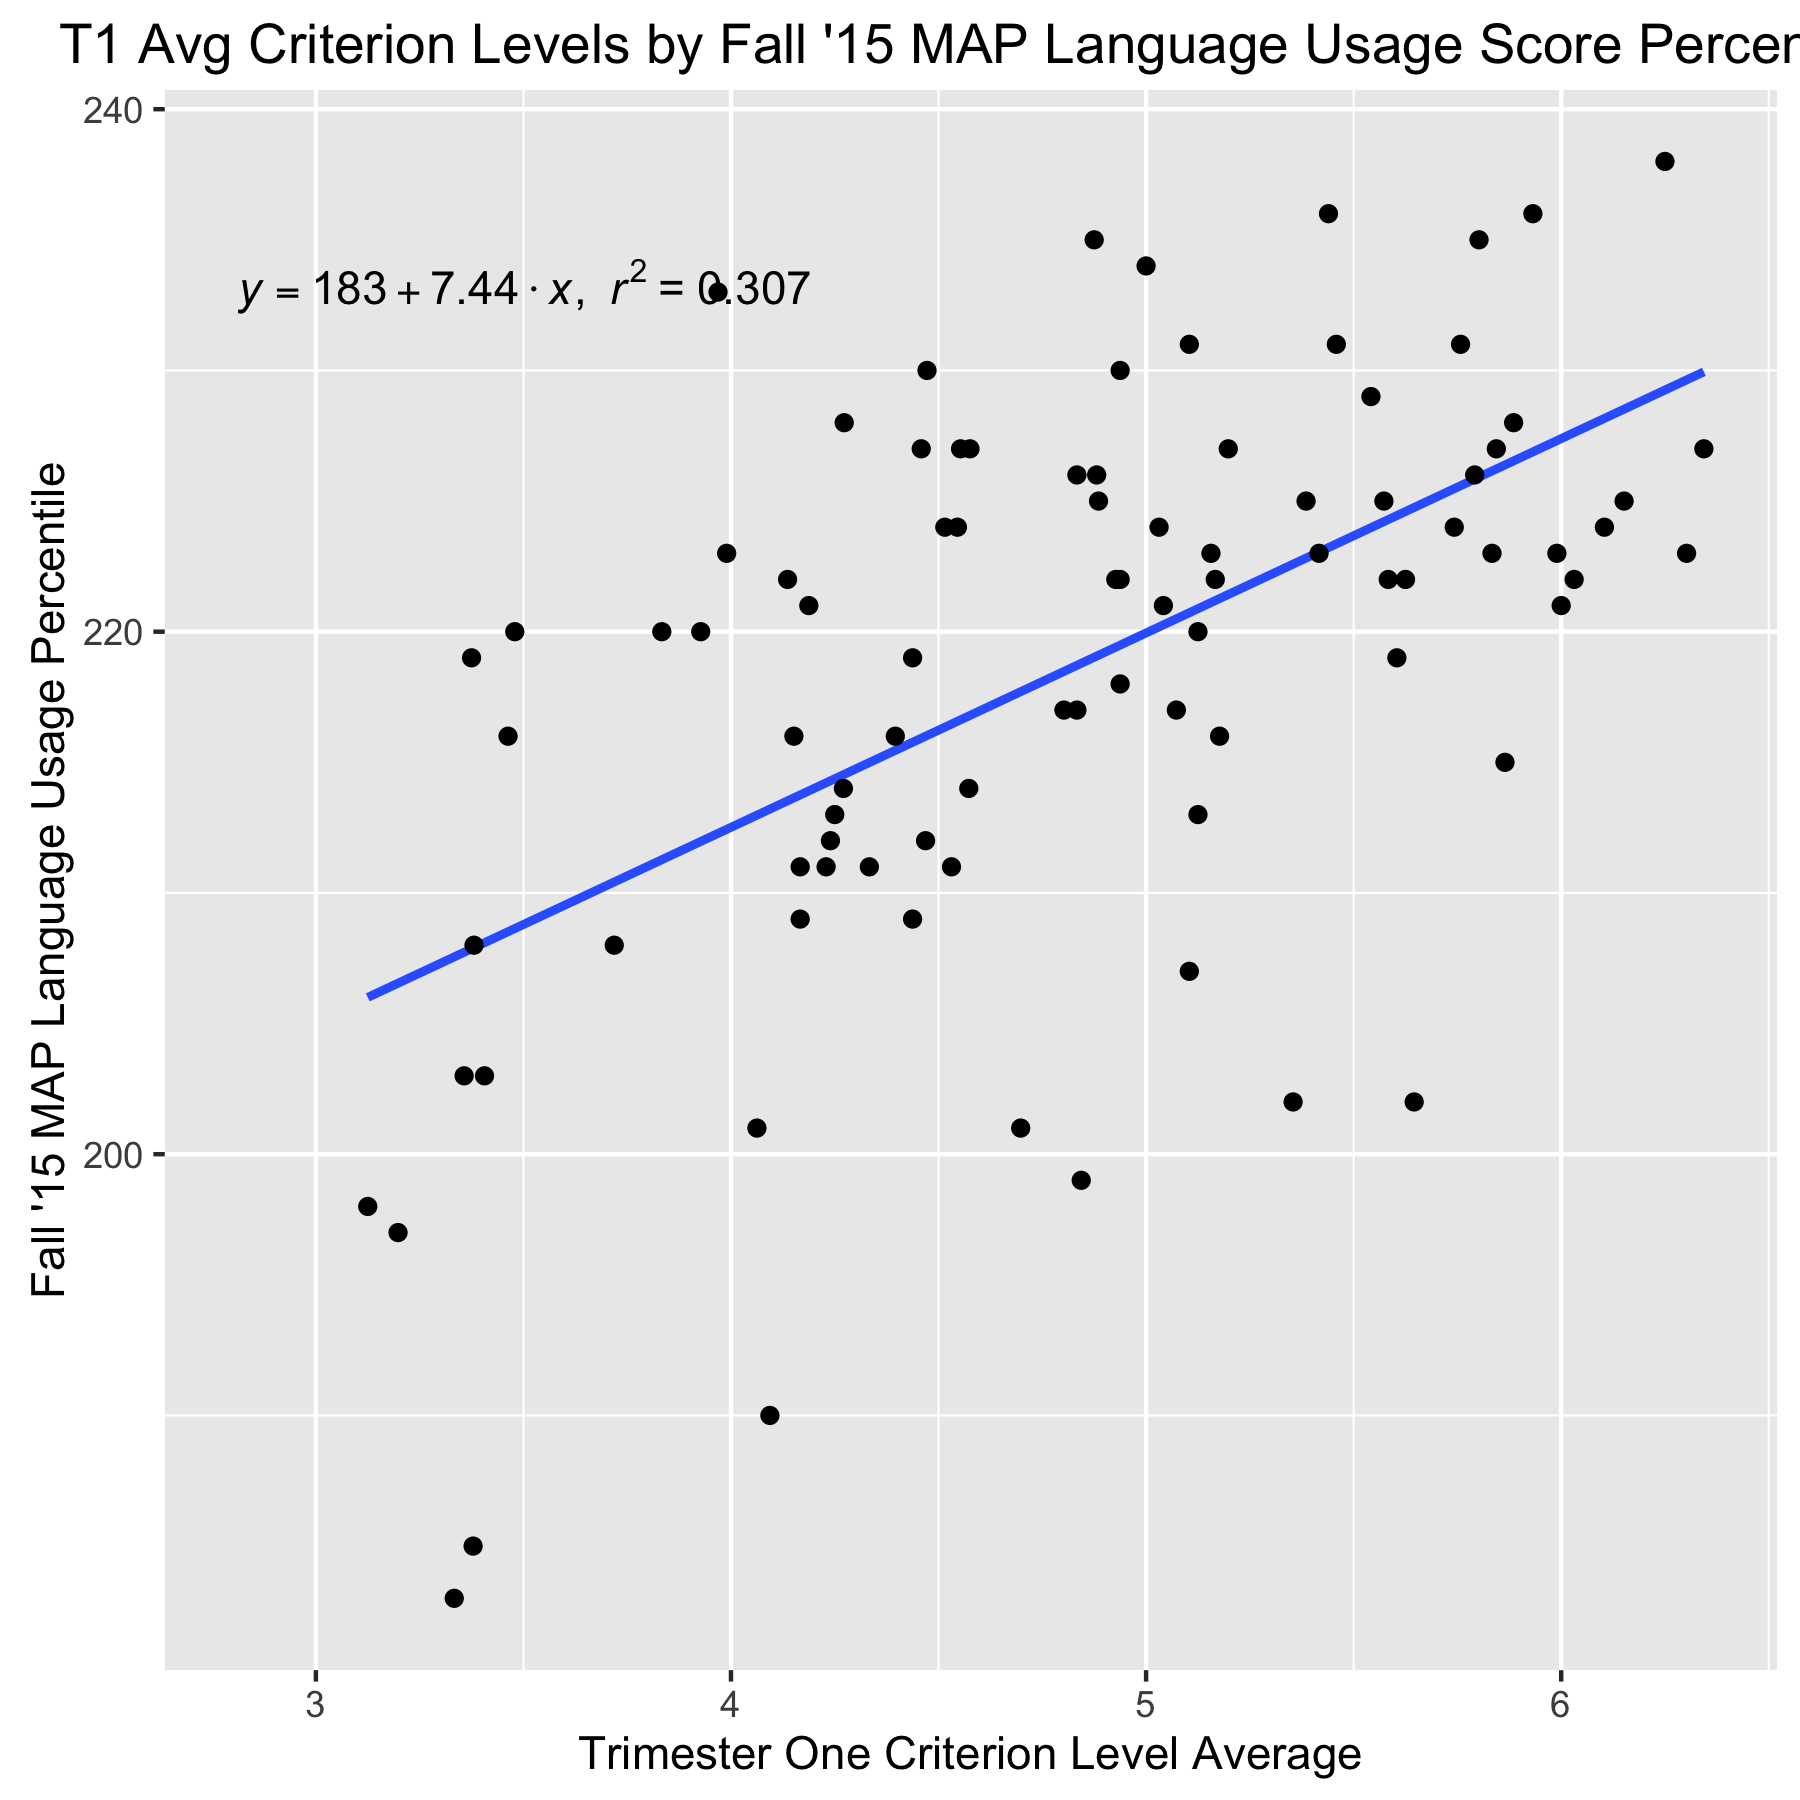 T1 Avg Criterion Levels by Fall '15 MAP Language Usage Score Percen
240
y = 183 + 7.44 · x, r² = 0.307
220
200
Fall '15 MAP Language Usage Percentile
3 4 5 6
Trimester One Criterion Level Average